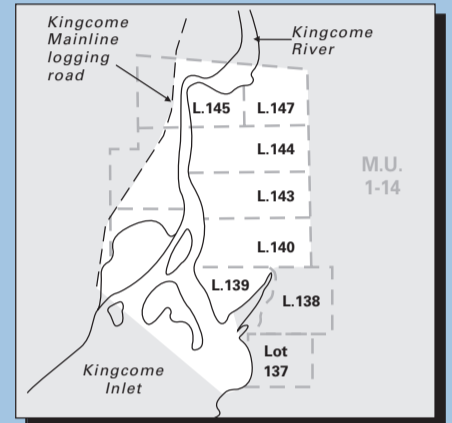 Kingcome
Mainline
logging
road
Kingcome
River
L.145
L.147
L.144
M.U.
1-14
L.143
L.140
L.139
L.138
Lot
137
Kingcome
Inlet